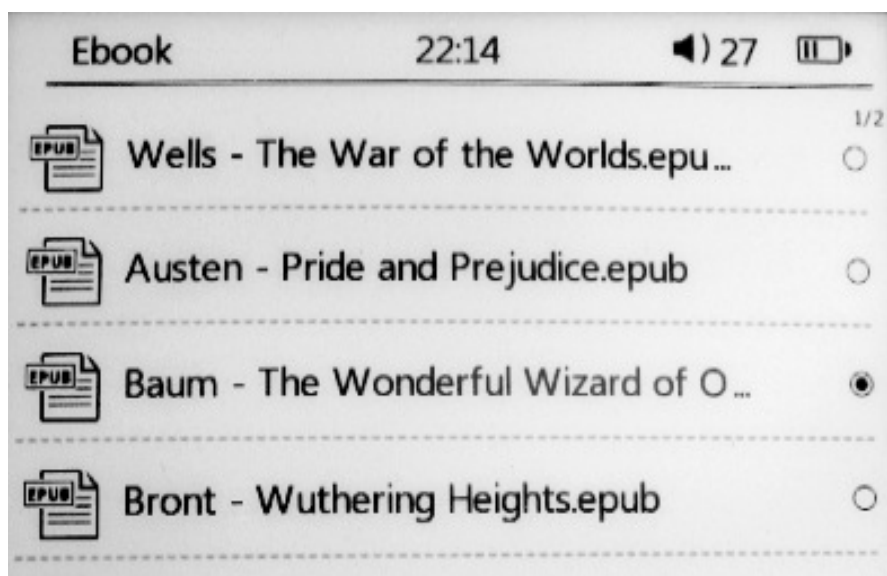 Ebook 22:14 27
1/2
EPUB Wells - The War of the Worlds.epu...
EPUB Austen - Pride and Prejudice.epub
EPUB Baum - The Wonderful Wizard of O...
EPUB Bront - Wuthering Heights.epub